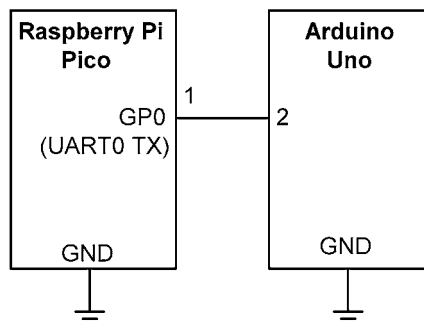 Raspberry Pi
Pico
GP0
(UART0 TX)
GND
1
2
Arduino
Uno
GND